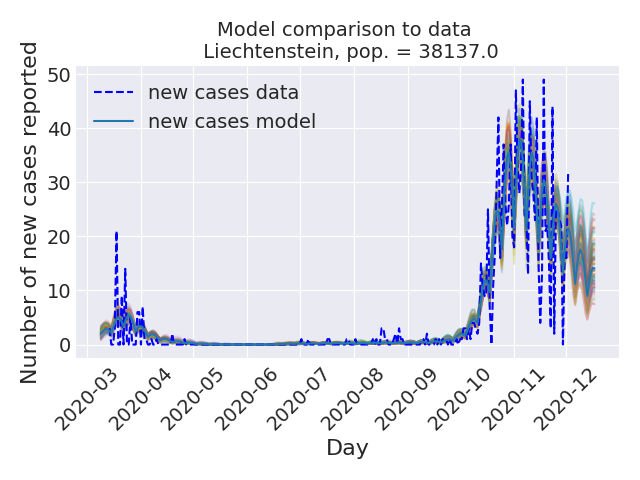 Model comparison to data
Liechtenstein, pop. = 38137.0
Number of new cases reported
50
40
30
20
10
0
new cases data
new cases model
2020-03
2020-04
2020-05
2020-06
2020-07
2020-08
2020-09
2020-10
2020-11
2020-12
Day